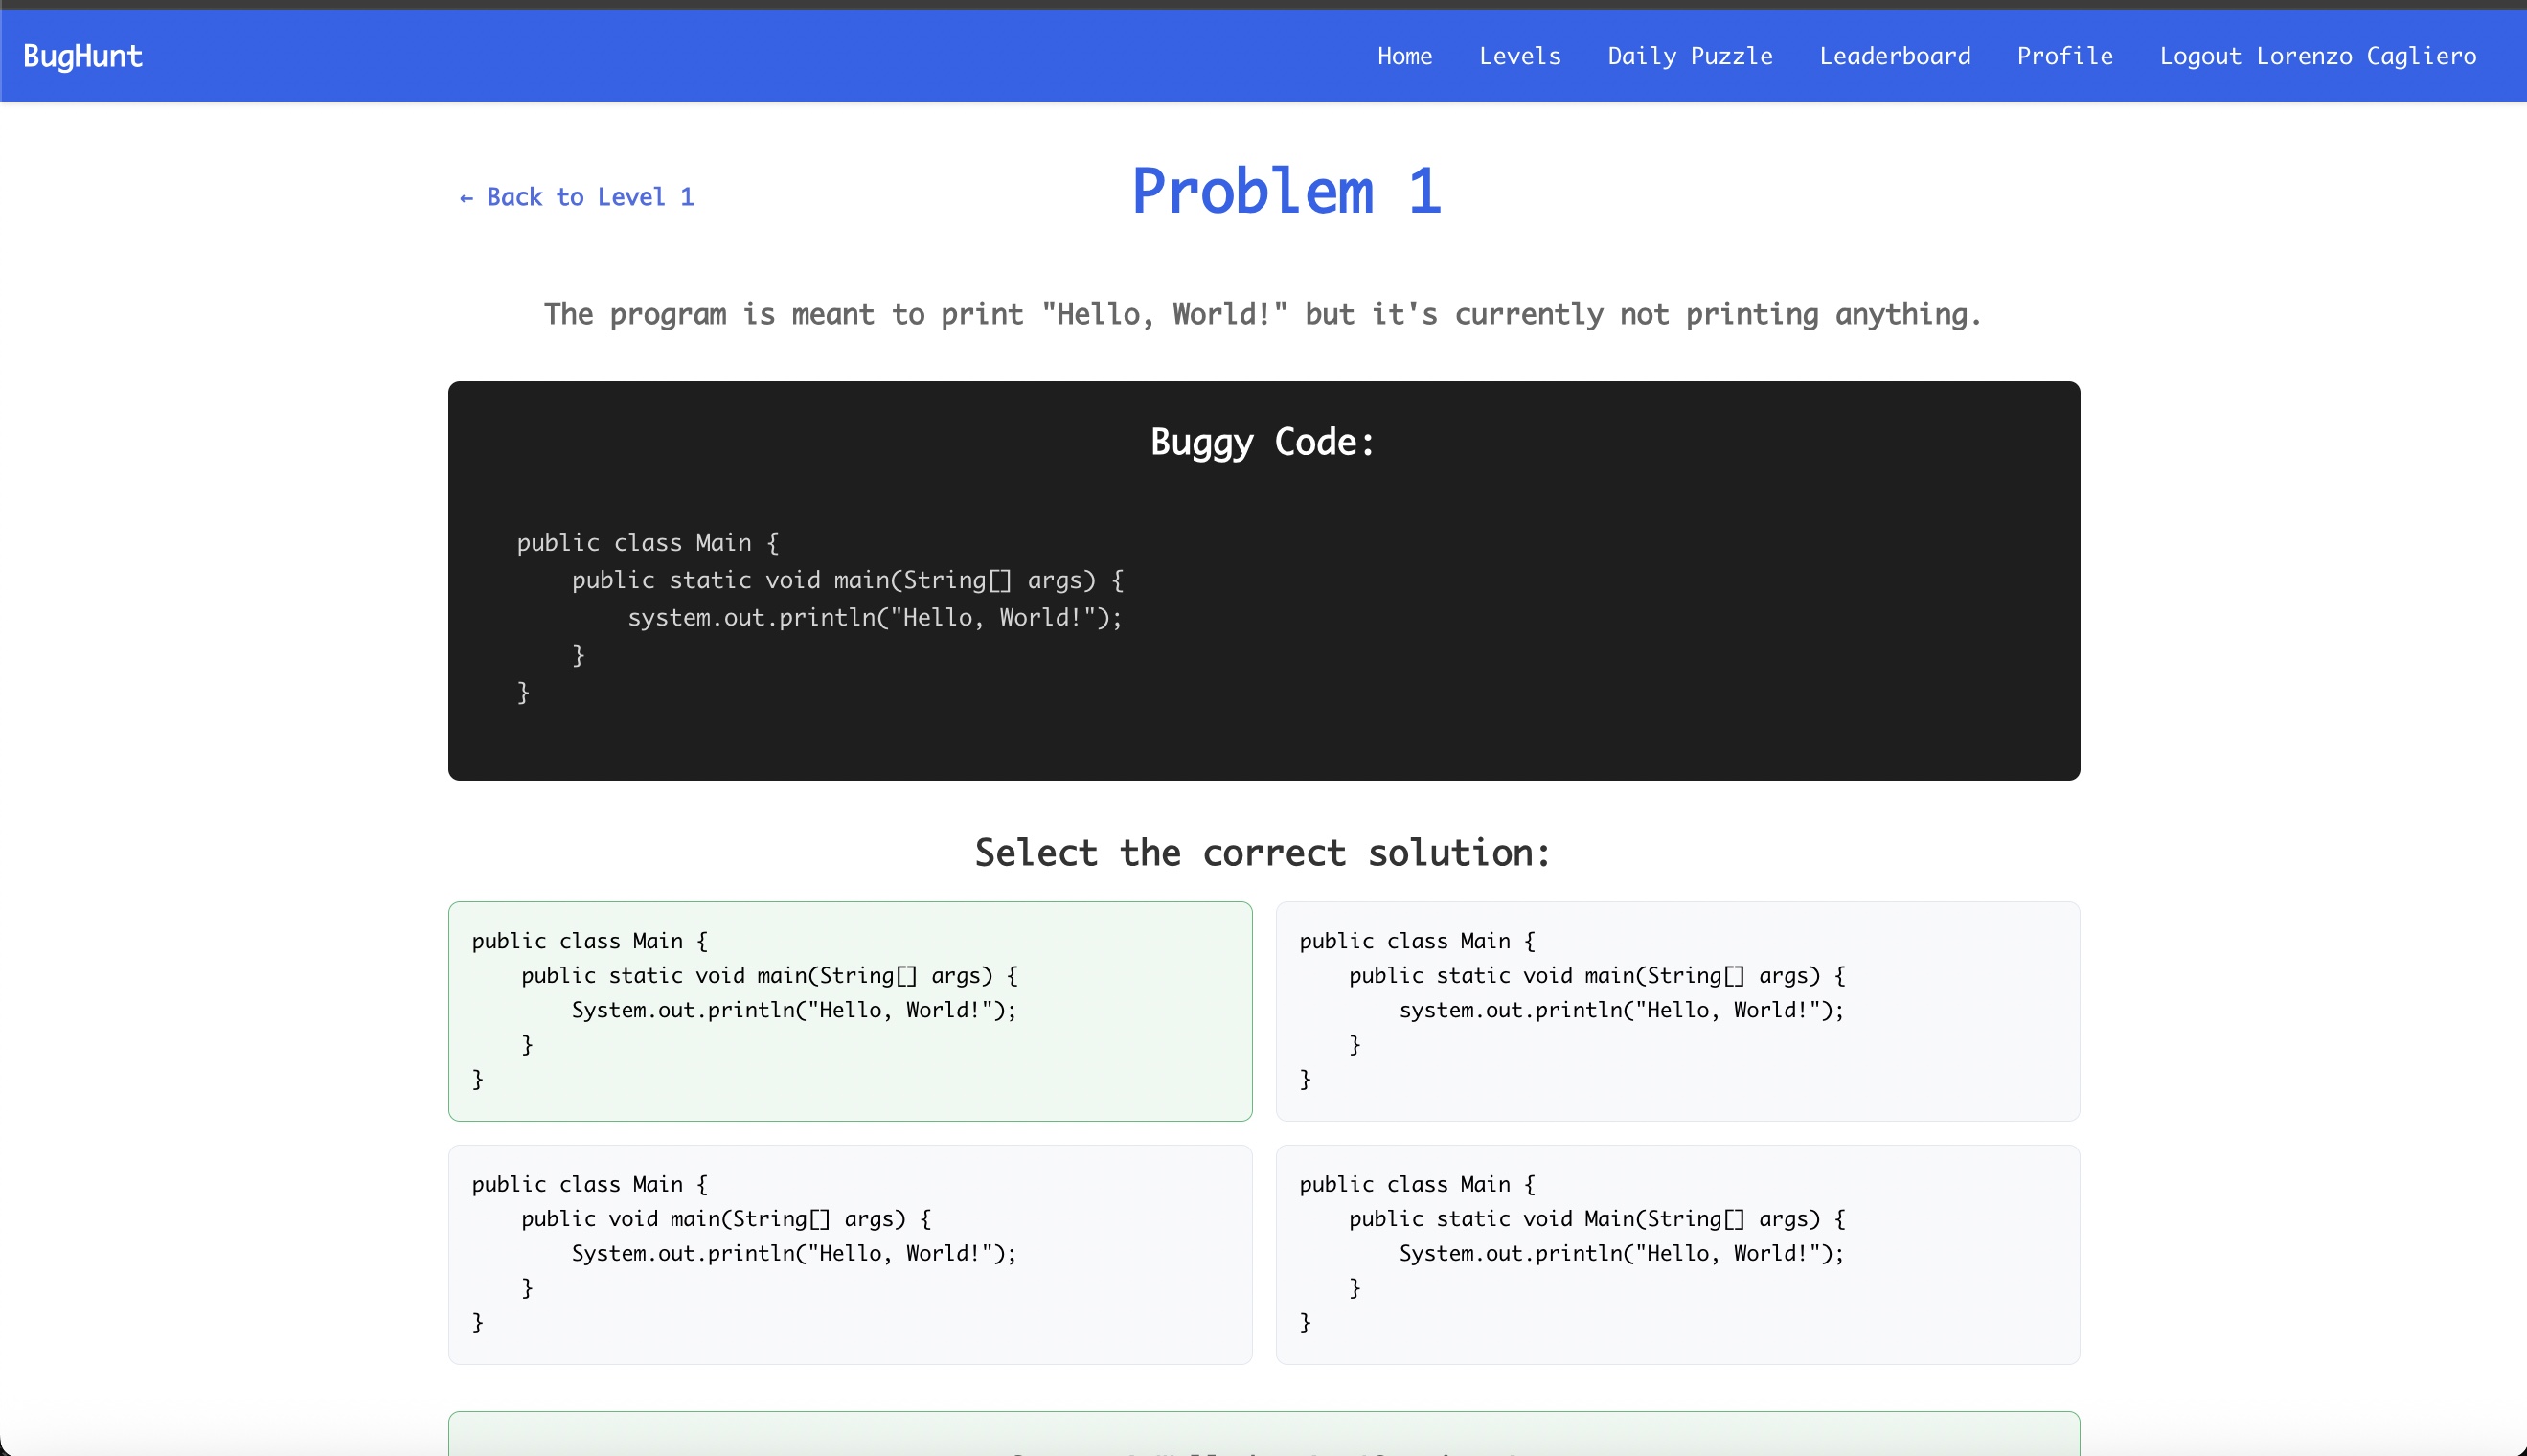 BugHunt
Home Levels Daily Puzzle Leaderboard Profile Logout Lorenzo Cagliero
← Back to Level 1
Problem 1
The program is meant to print "Hello, World!" but it's currently not printing anything.
Buggy Code:
public class Main {
    public static void main(String[] args) {
        system.out.println("Hello, World!");
    }
}
Select the correct solution:
public class Main {
    public static void main(String[] args) {
        System.out.println("Hello, World!");
    }
}
public class Main {
    public static void main(String[] args) {
        system.out.println("Hello, World!");
    }
}
public class Main {
    public void main(String[] args) {
        System.out.println("Hello, World!");
    }
}
public class Main {
    public static void Main(String[] args) {
        System.out.println("Hello, World!");
    }
}